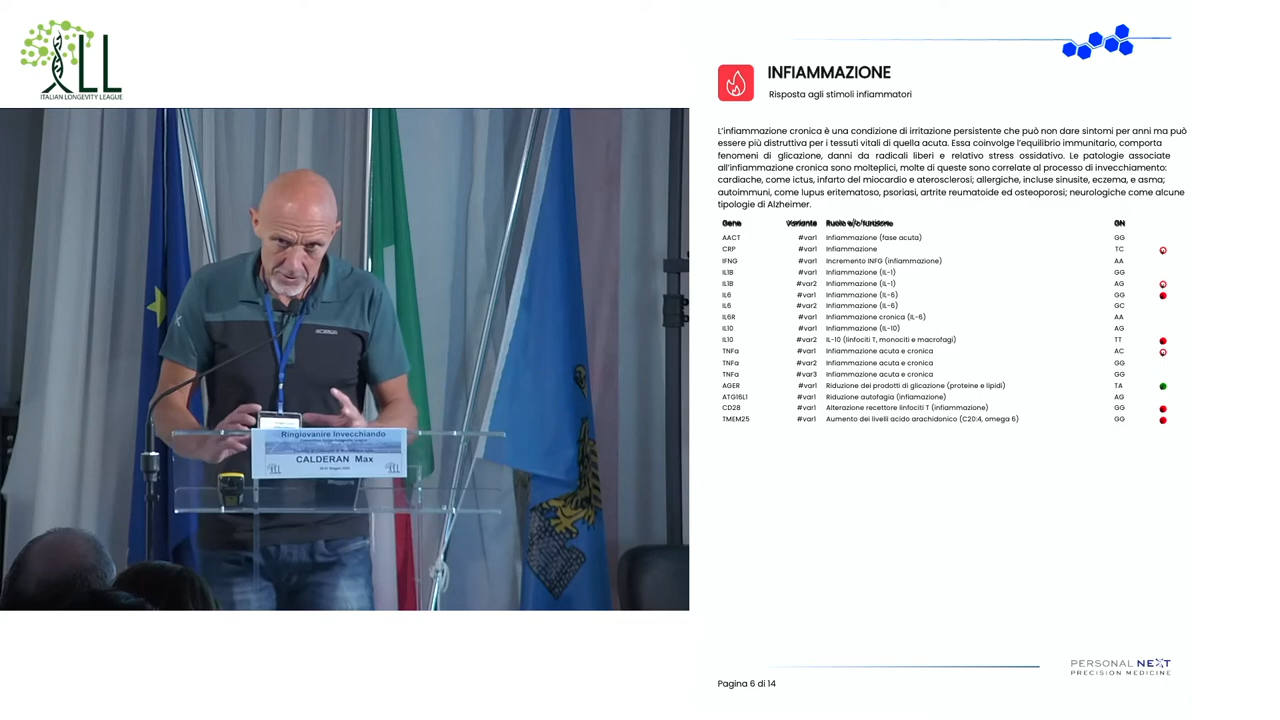 ILL
ITALIAN LONGEVITY LEAGUE
Ringiovanire Invecchiando
CALDERAN Max
INFIAMMAZIONE
Risposta agli stimoli infiammatori
L'infiammazione cronica è una condizione di irritazione persistente che può non dare sintomi per anni ma può
essere più distruttiva per i tessuti vitali di quella acuta. Essa coinvolge l'equilibrio immunitario, comporta
fenomeni di glicazione, danni da radicali liberi e relativo stress ossidativo. Le patologie associate
all'infiammazione cronica sono molteplici, molte di queste sono correlate al processo di invecchiamento:
cardiache, come ictus, infarto del miocardio e aterosclerosi; allergiche, incluse sinusite, eczema, e asma;
autoimmuni, come lupus eritematoso, psoriasi, artrite reumatoide ed osteoporosi; neurologiche come alcune
tipologie di Alzheimer.
Gene Variante Ruolo e/o funzione GN
AACT #var1 Infiammazione (fase acuta) GG
CRP #var1 Infiammazione TC
IFNG #var1 Incremento INFG (infiammazione) AA
IL1B #var1 Infiammazione (IL-1) GG
IL1B #var2 Infiammazione (IL-1) AG
IL6 #var1 Infiammazione (IL-6) GG
IL6 #var2 Infiammazione (IL-6) GC
IL6R #var1 Infiammazione cronica (IL-6) AA
IL10 #var1 Infiammazione (IL-10) AG
IL10 #var2 IL-10 (linfociti T, monociti e macrofagi) TT
TNFa #var1 Infiammazione acuta e cronica AC
TNFa #var2 Infiammazione acuta e cronica GG
TNFa #var3 Infiammazione acuta e cronica GG
AGER #var1 Riduzione dei prodotti di glicazione (proteine e lipidi) TA
ATG16L1 #var1 Riduzione autofagia (infiamazione) AG
CD28 #var1 Alterazione recettore linfociti T (infiammazione) GG
TMEM25 #var1 Aumento dei livelli acido arachidonico (C20:4, omega 6) GG
PERSONAL NEXT
PRECISION MEDICINE
Pagina 6 di 14